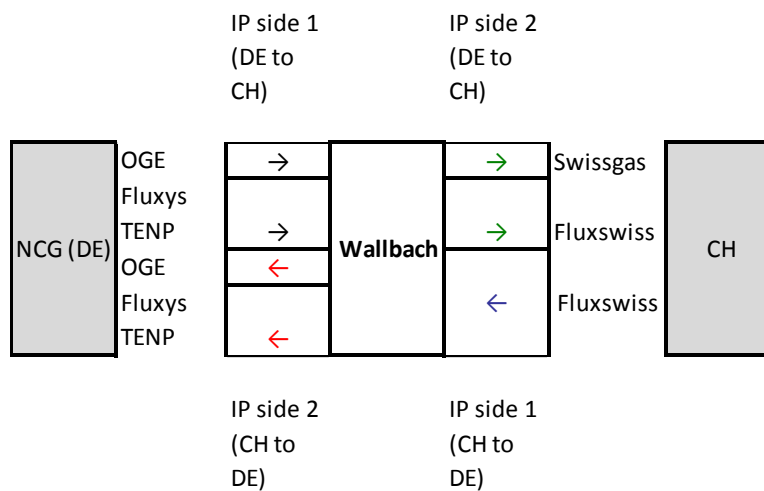 IP side 1 IP side 2
(DE to (DE to
CH) CH)
OGE → → Swissgas
Fluxys
NCG (DE) TENP → Wallbach → Fluxswiss CH
OGE ←
Fluxys ← Fluxswiss
TENP ←
IP side 2 IP side 1
(CH to (CH to
DE) DE)